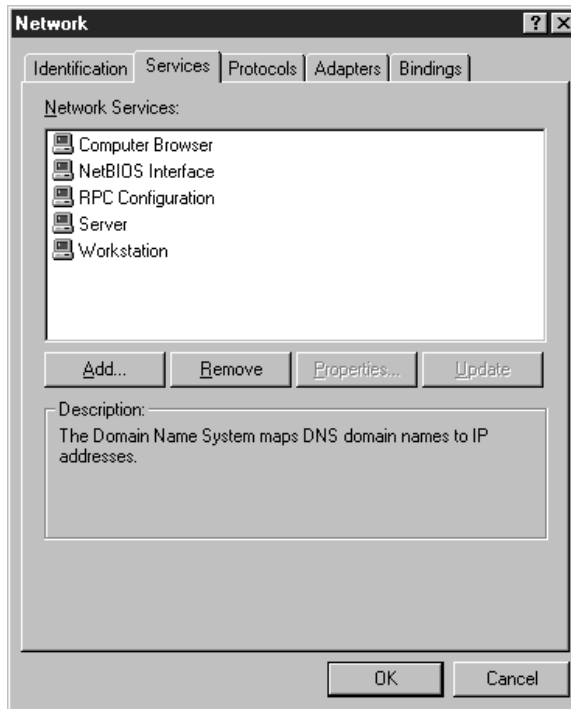 Network
Identification Services Protocols Adapters Bindings
Network Services:
Computer Browser
NetBIOS Interface
RPC Configuration
Server
Workstation
Add... Remove Properties... Update
Description:
The Domain Name System maps DNS domain names to IP
addresses.
OK Cancel